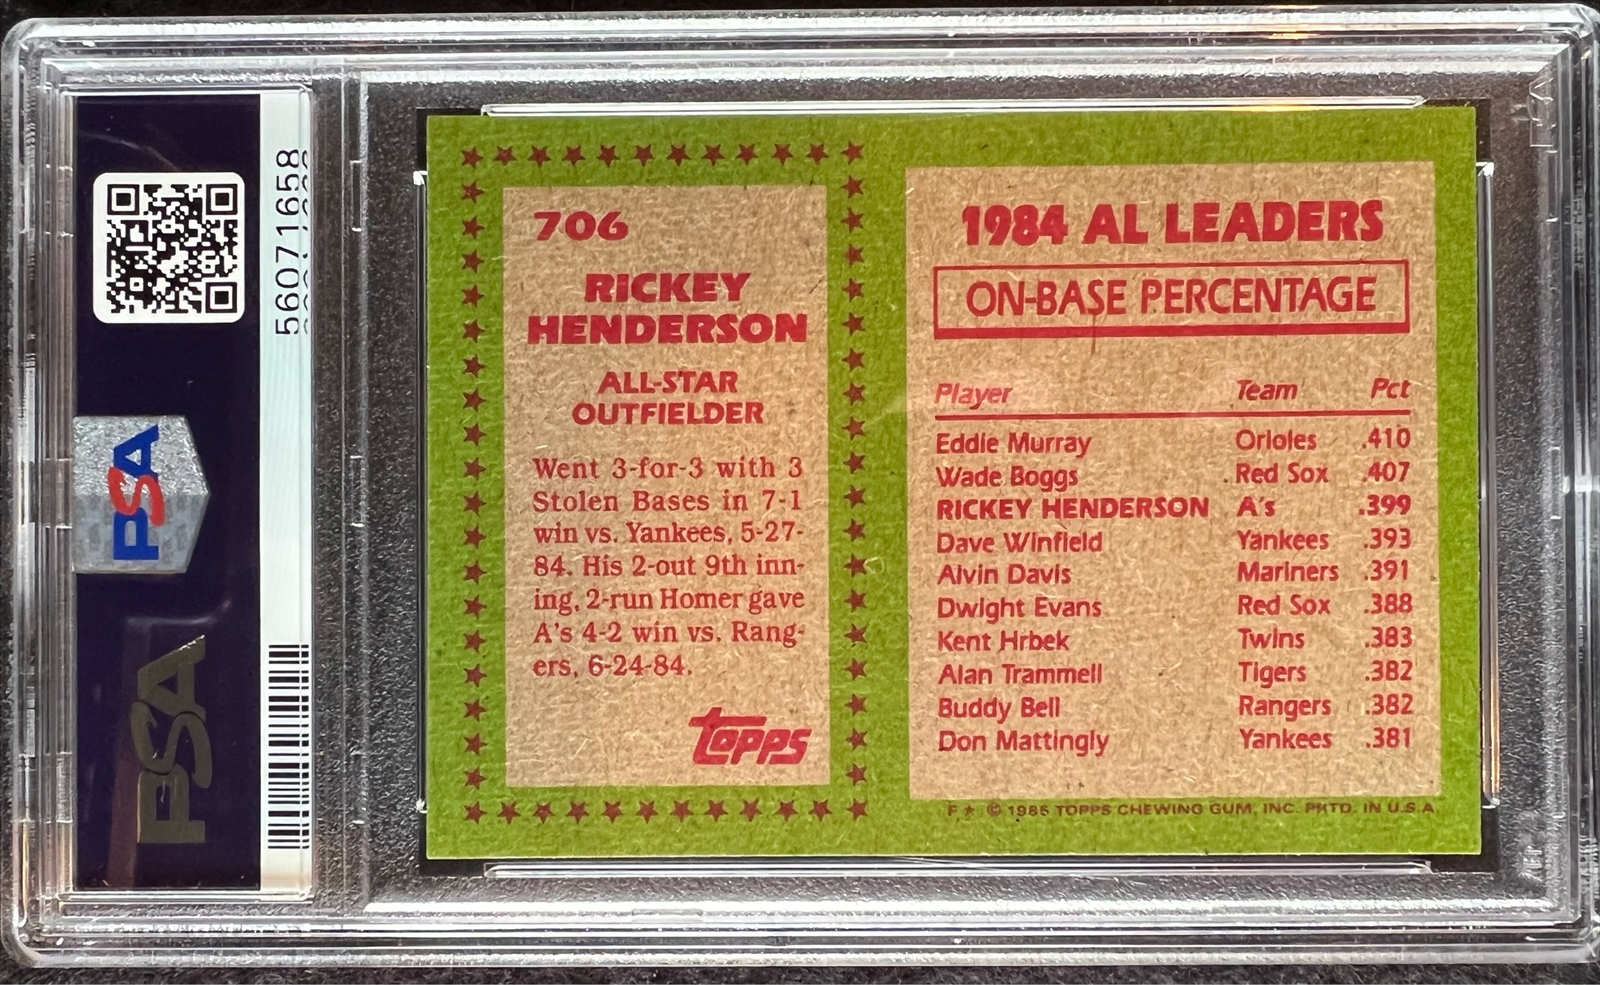 56071658
PSA
PSA
706
RICKEY
HENDERSON
ALL-STAR
OUTFIELDER
Went 3-for-3 with 3
Stolen Bases in 7-1
win vs. Yankees, 5-27-
84. His 2-out 9th inn-
ing, 2-run Homer gave
A's 4-2 win vs. Rang-
ers, 6-24-84.
topps
1984 AL LEADERS
ON-BASE PERCENTAGE
Player Team Pct
Eddie Murray Orioles .410
Wade Boggs Red Sox .407
RICKEY HENDERSON A's .399
Dave Winfield Yankees .393
Alvin Davis Mariners .391
Dwight Evans Red Sox .388
Kent Hrbek Twins .383
Alan Trammell Tigers .382
Buddy Bell Rangers .382
Don Mattingly Yankees .381
F★ © 1985 TOPPS CHEWING GUM, INC. PRTD. IN U.S.A.